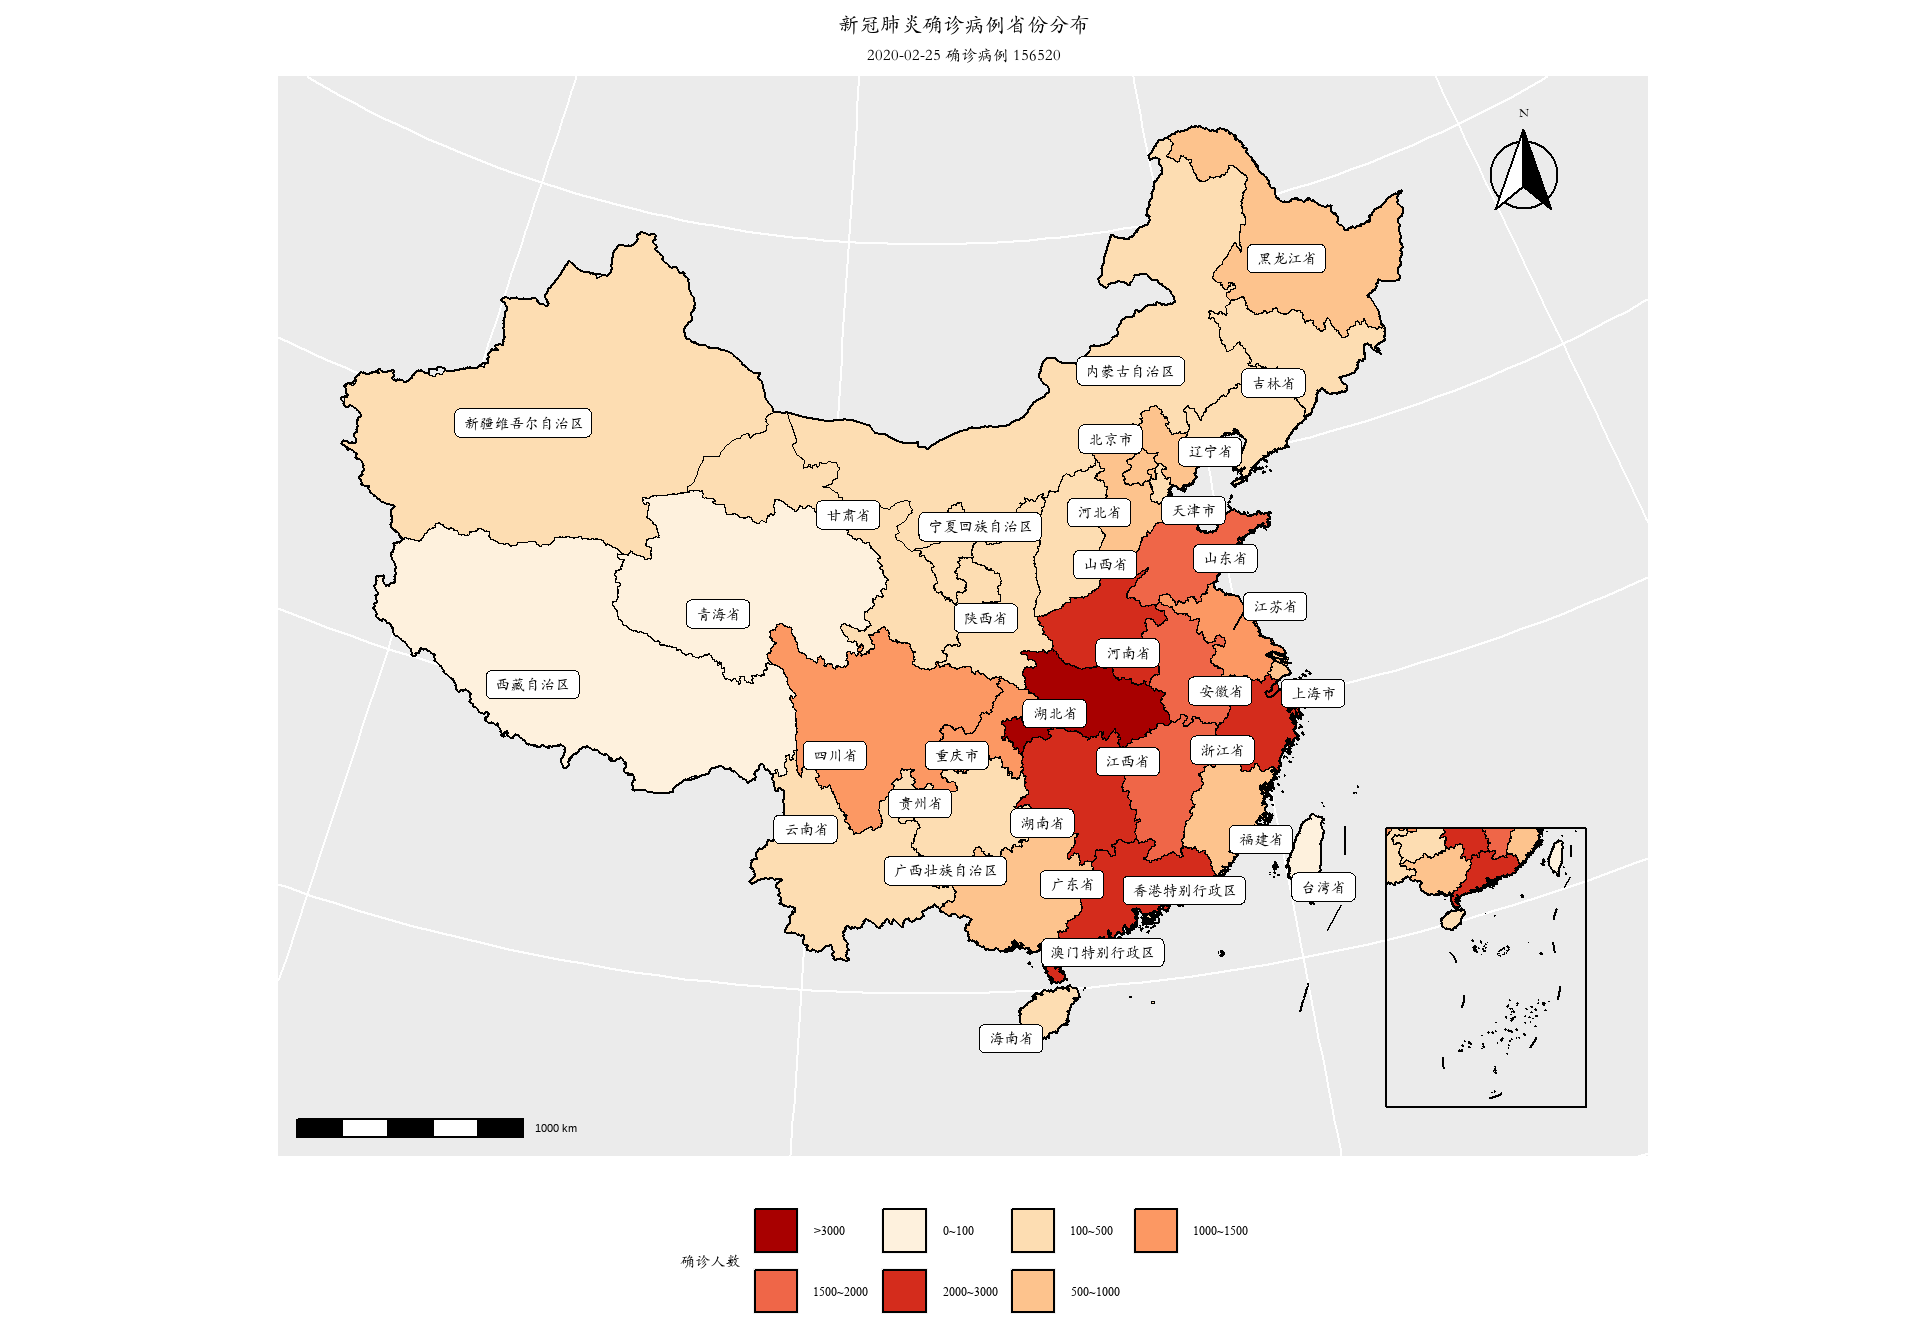 新冠肺炎确诊病例省份分布
2020-02-25 确诊病例 156520
N
黑龙江省
内蒙古自治区
吉林省
新疆维吾尔自治区
北京市
辽宁省
甘肃省
宁夏回族自治区
河北省
天津市
山西省
山东省
青海省
陕西省
江苏省
河南省
西藏自治区
安徽省
上海市
湖北省
四川省
重庆市
江西省
浙江省
贵州省
云南省
湖南省
福建省
广西壮族自治区
广东省
香港特别行政区
台湾省
澳门特别行政区
海南省
1000 km
确诊人数
>3000
0~100
100~500
1000~1500
1500~2000
2000~3000
500~1000